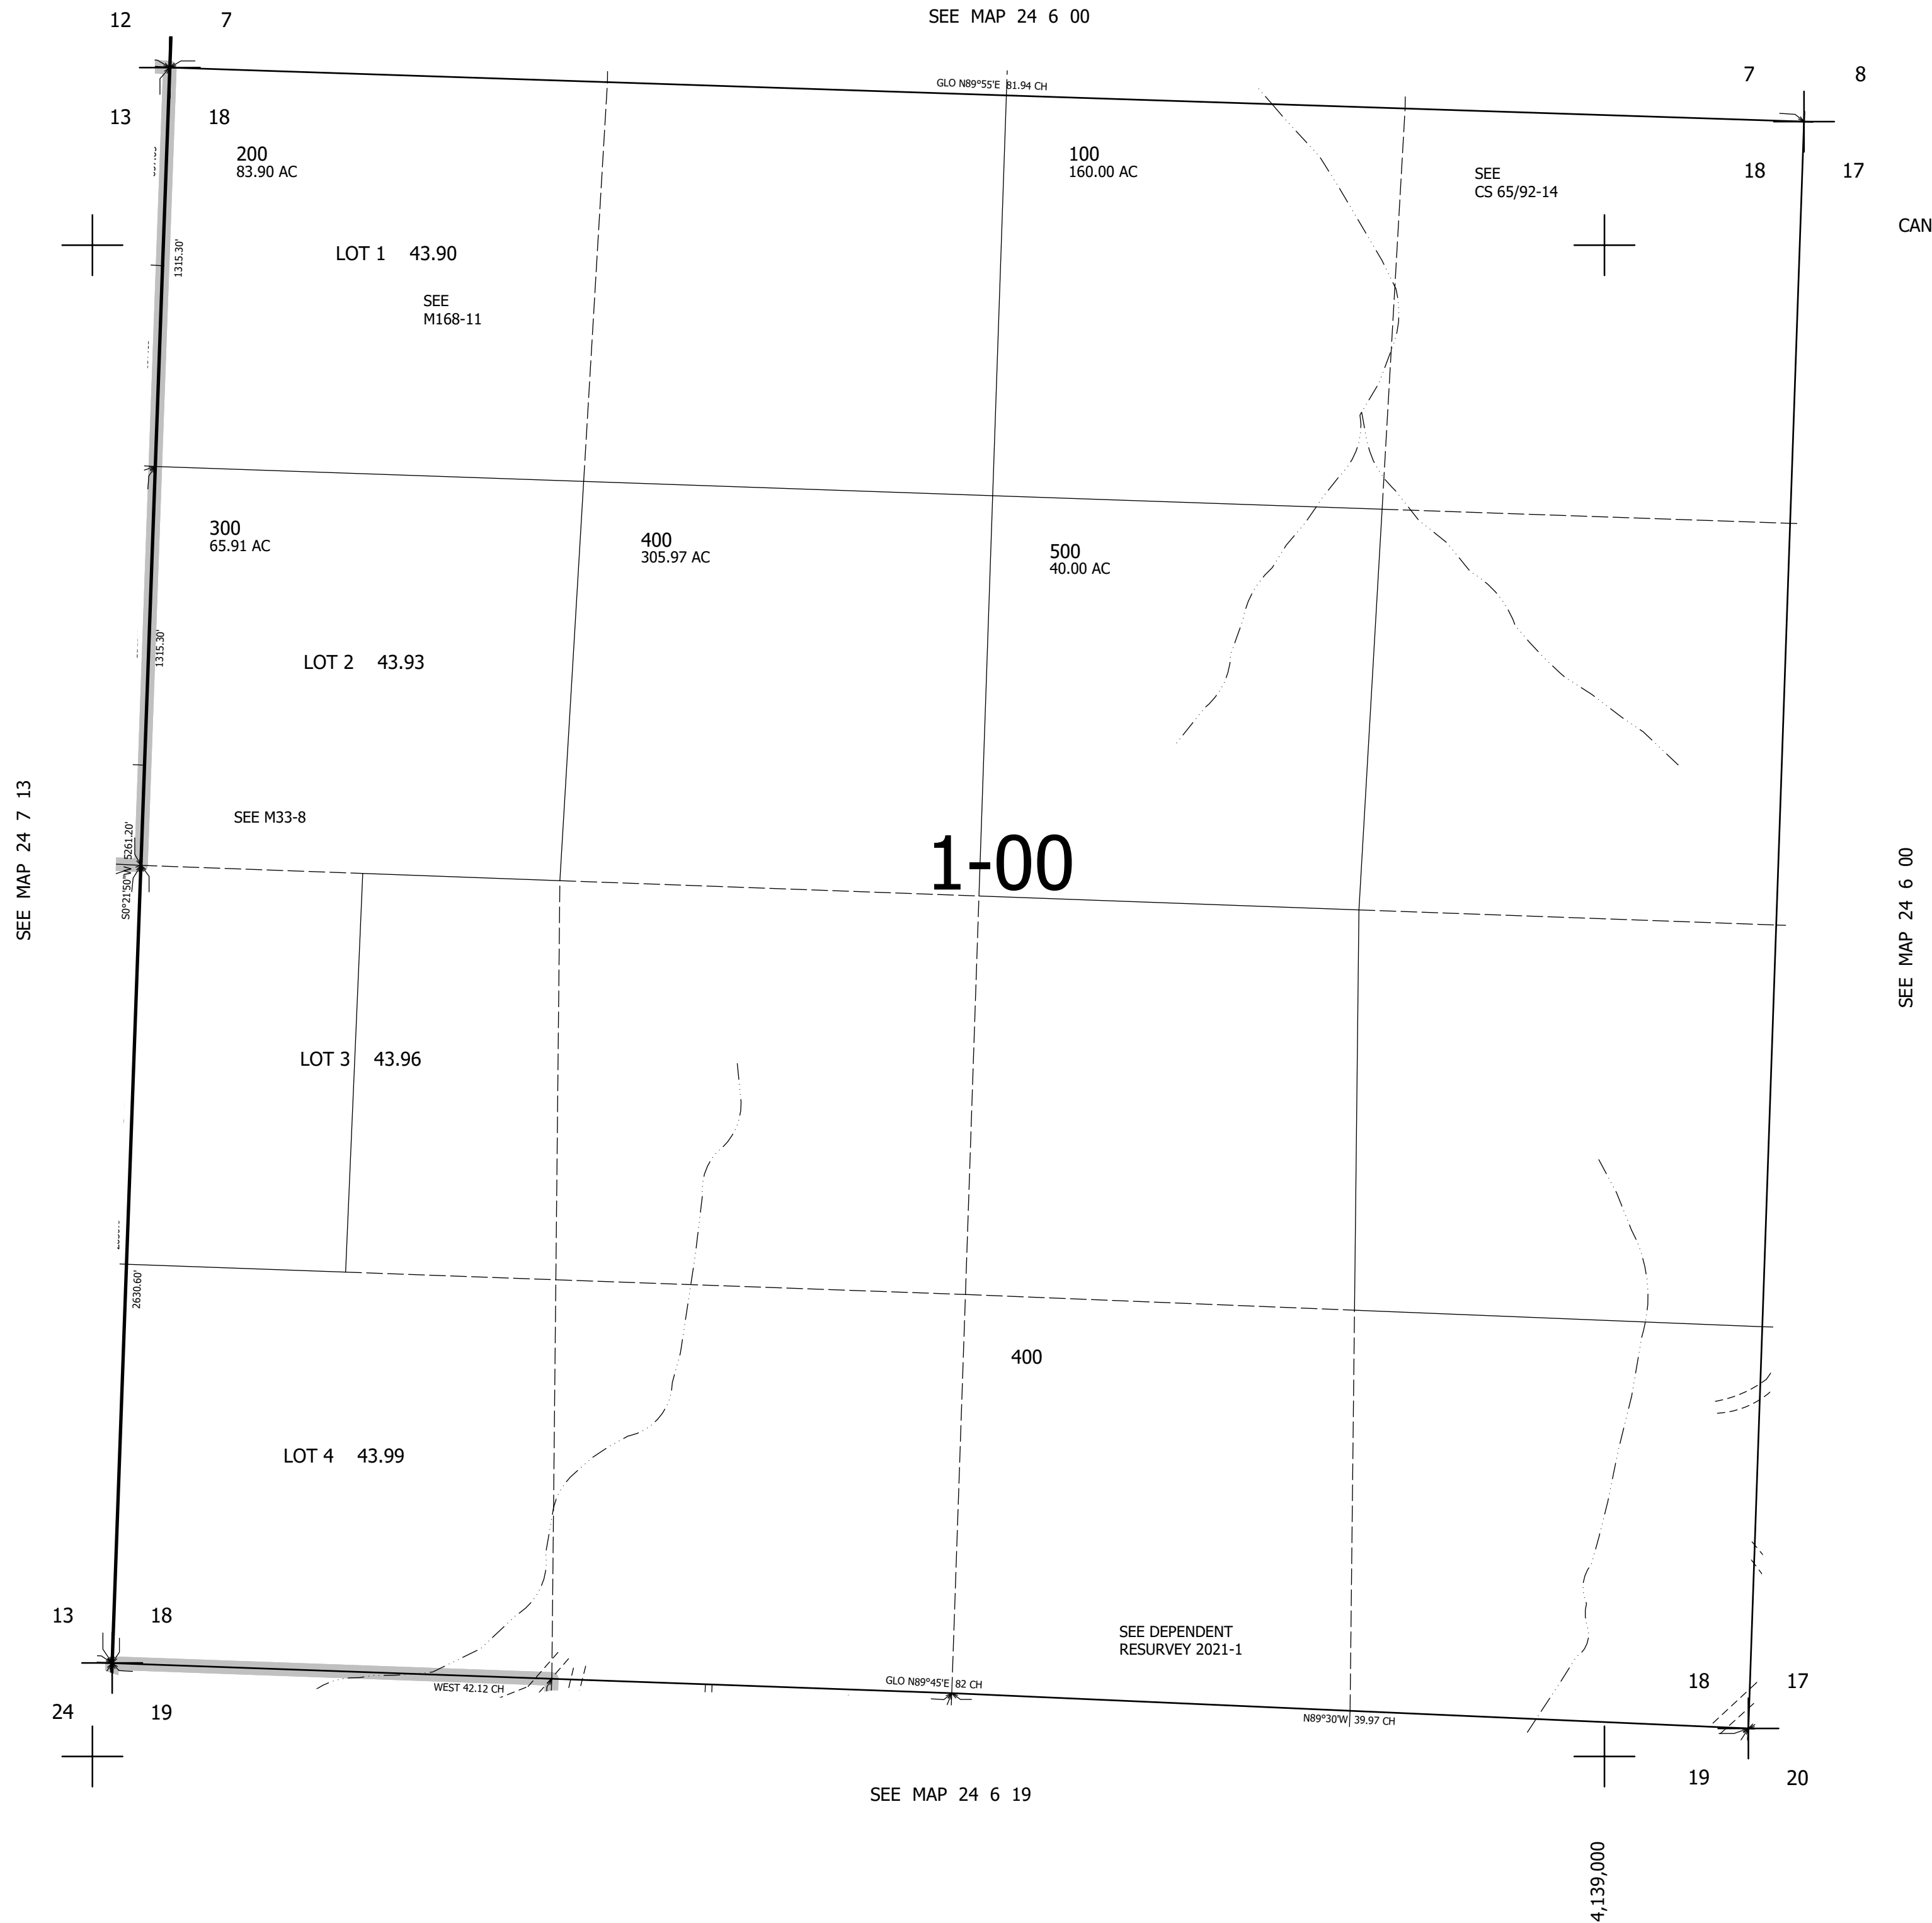 SEE MAP 24 6 00
12 7
7 8
GLO N89°55'E 81.94 CH
13 18
18 17
200
83.90 AC
100
160.00 AC
SEE
CS 65/92-14
CAN
1315.30'
LOT 1 43.90
SEE
M168-11
300
65.91 AC
400
305.97 AC
500
40.00 AC
1315.30'
LOT 2 43.93
SEE M33-8
SEE MAP 24 7 13
S0°21'50"W 5261.20'
1-00
SEE MAP 24 6 00
LOT 3 43.96
2630.60'
400
LOT 4 43.99
13 18
SEE DEPENDENT
RESURVEY 2021-1
18 17
WEST 42.12 CH
GLO N89°45'E 82 CH
N89°30'W 39.97 CH
24 19
19 20
SEE MAP 24 6 19
4,139,000